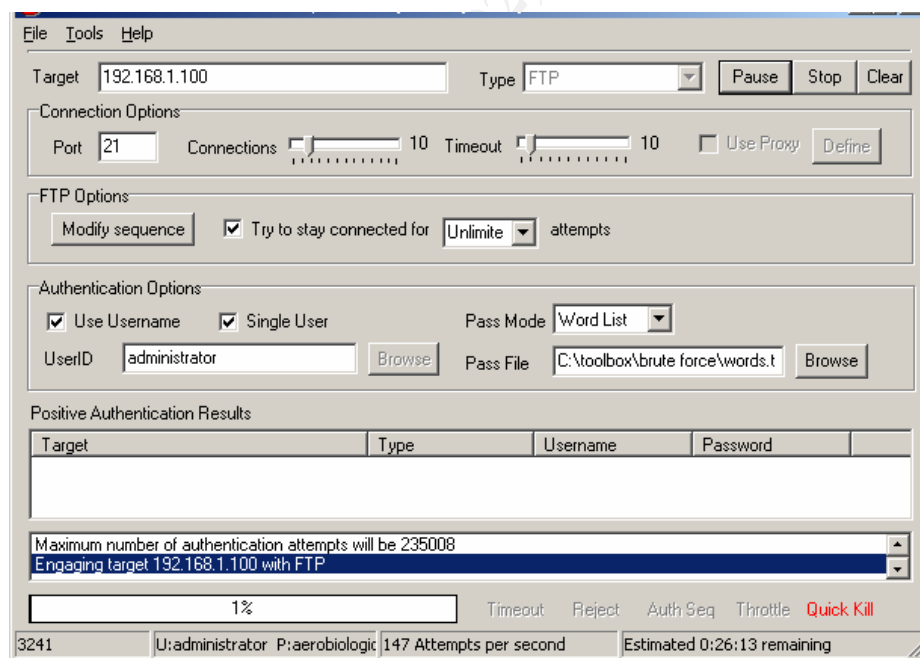 File Tools Help
Target 192.168.1.100 Type FTP Pause Stop Clear
Connection Options
Port 21 Connections 10 Timeout 10 Use Proxy Define
FTP Options
Modify sequence Try to stay connected for Unlimite attempts
Authentication Options
Use Username Single User Pass Mode Word List
UserID administrator Browse Pass File C:\toolbox\brute force\words.t Browse
Positive Authentication Results
Target Type Username Password
Maximum number of authentication attempts will be 235008
Engaging target 192.168.1.100 with FTP
1% Timeout Reject Auth Seq Throttle Quick Kill
3241 U:administrator P:aerobiologic 147 Attempts per second Estimated 0:26:13 remaining